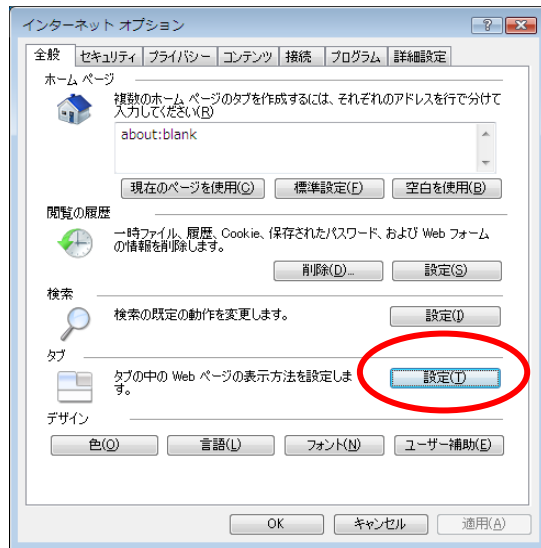 インターネット オプション
全般 セキュリティ プライバシー コンテンツ 接続 プログラム 詳細設定
ホーム ページ
複数のホーム ページのタブを作成するには、それぞれのアドレスを行で分けて
入力してください(R)
about:blank
現在のページを使用(C) 標準設定(F) 空白を使用(B)
閲覧の履歴
一時ファイル、履歴、Cookie、保存されたパスワード、および Web フォーム
の情報を削除します。
削除(D)... 設定(S)
検索
検索の既定の動作を変更します。
設定(I)
タブ
タブの中の Web ページの表示方法を設定しま
す。
設定(T)
デザイン
色(O) 言語(L) フォント(N) ユーザー補助(E)
OK キャンセル 適用(A)